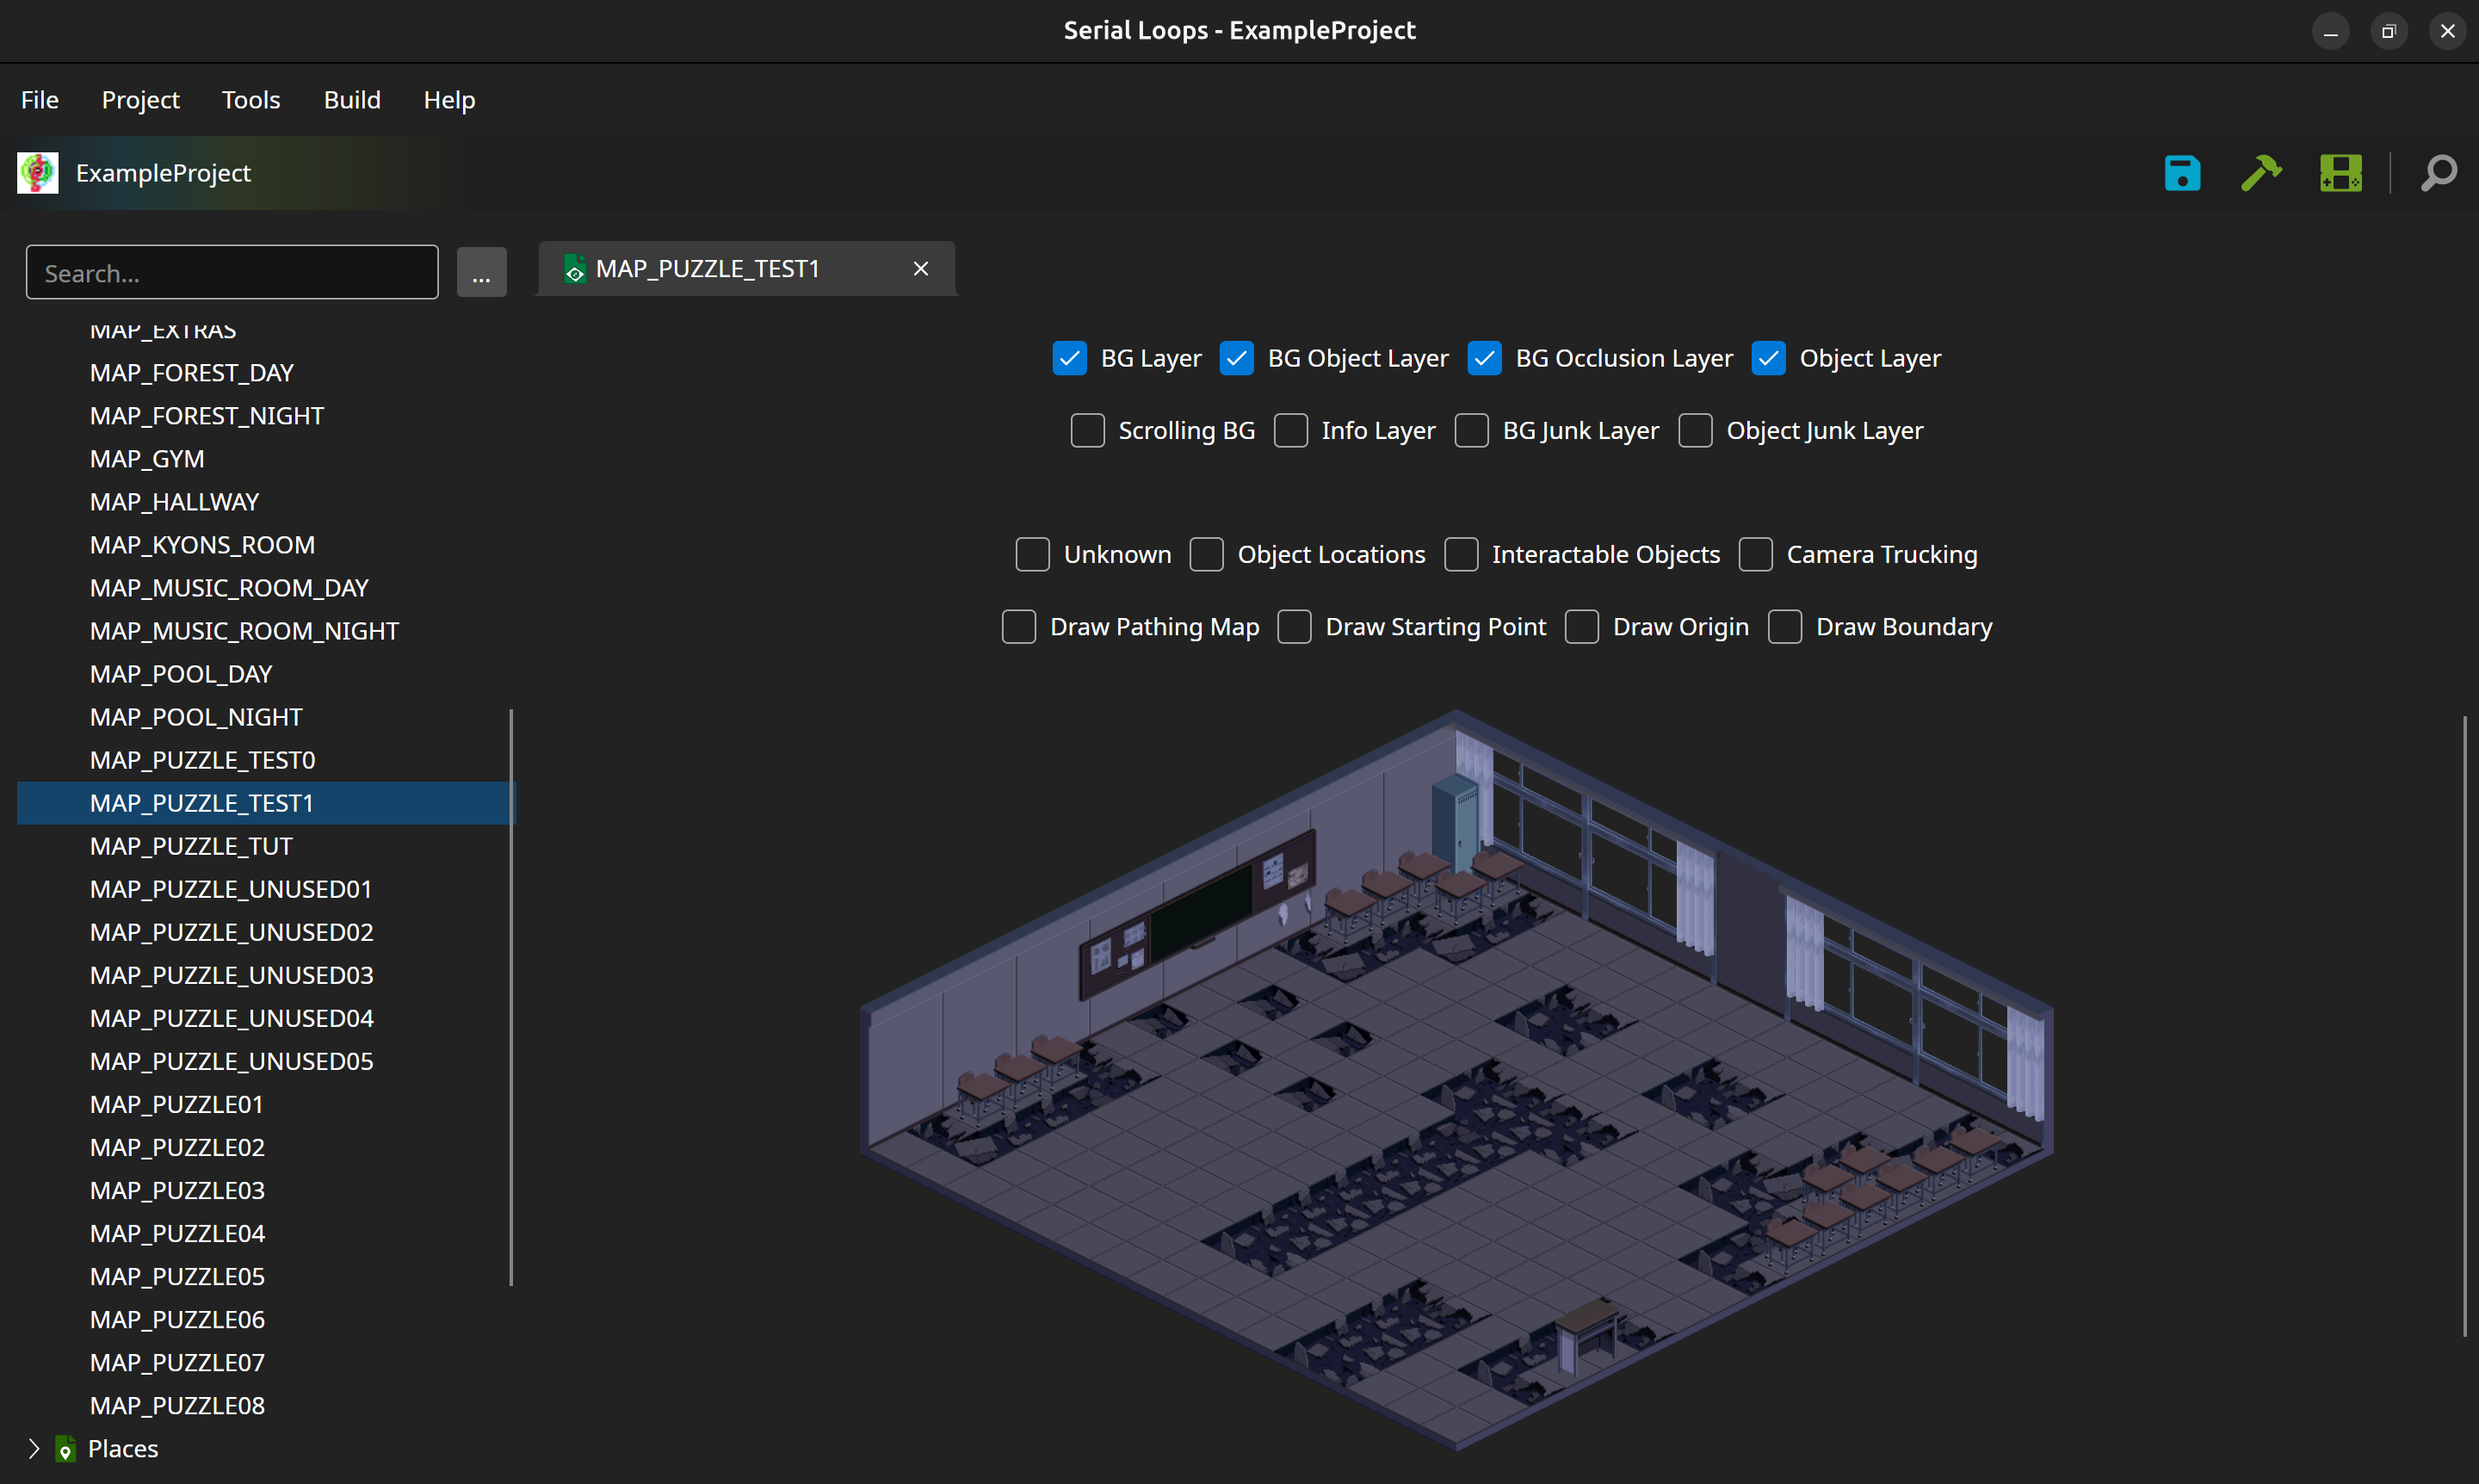 Serial Loops - ExampleProject
File Project Tools Build Help
ExampleProject
Search...
...
MAP_PUZZLE_TEST1
MAP_EXTRAS
MAP_FOREST_DAY
MAP_FOREST_NIGHT
MAP_GYM
MAP_HALLWAY
MAP_KYONS_ROOM
MAP_MUSIC_ROOM_DAY
MAP_MUSIC_ROOM_NIGHT
MAP_POOL_DAY
MAP_POOL_NIGHT
MAP_PUZZLE_TEST0
MAP_PUZZLE_TEST1
MAP_PUZZLE_TUT
MAP_PUZZLE_UNUSED01
MAP_PUZZLE_UNUSED02
MAP_PUZZLE_UNUSED03
MAP_PUZZLE_UNUSED04
MAP_PUZZLE_UNUSED05
MAP_PUZZLE01
MAP_PUZZLE02
MAP_PUZZLE03
MAP_PUZZLE04
MAP_PUZZLE05
MAP_PUZZLE06
MAP_PUZZLE07
MAP_PUZZLE08
Places
BG Layer BG Object Layer BG Occlusion Layer Object Layer
Scrolling BG Info Layer BG Junk Layer Object Junk Layer
Unknown Object Locations Interactable Objects Camera Trucking
Draw Pathing Map Draw Starting Point Draw Origin Draw Boundary